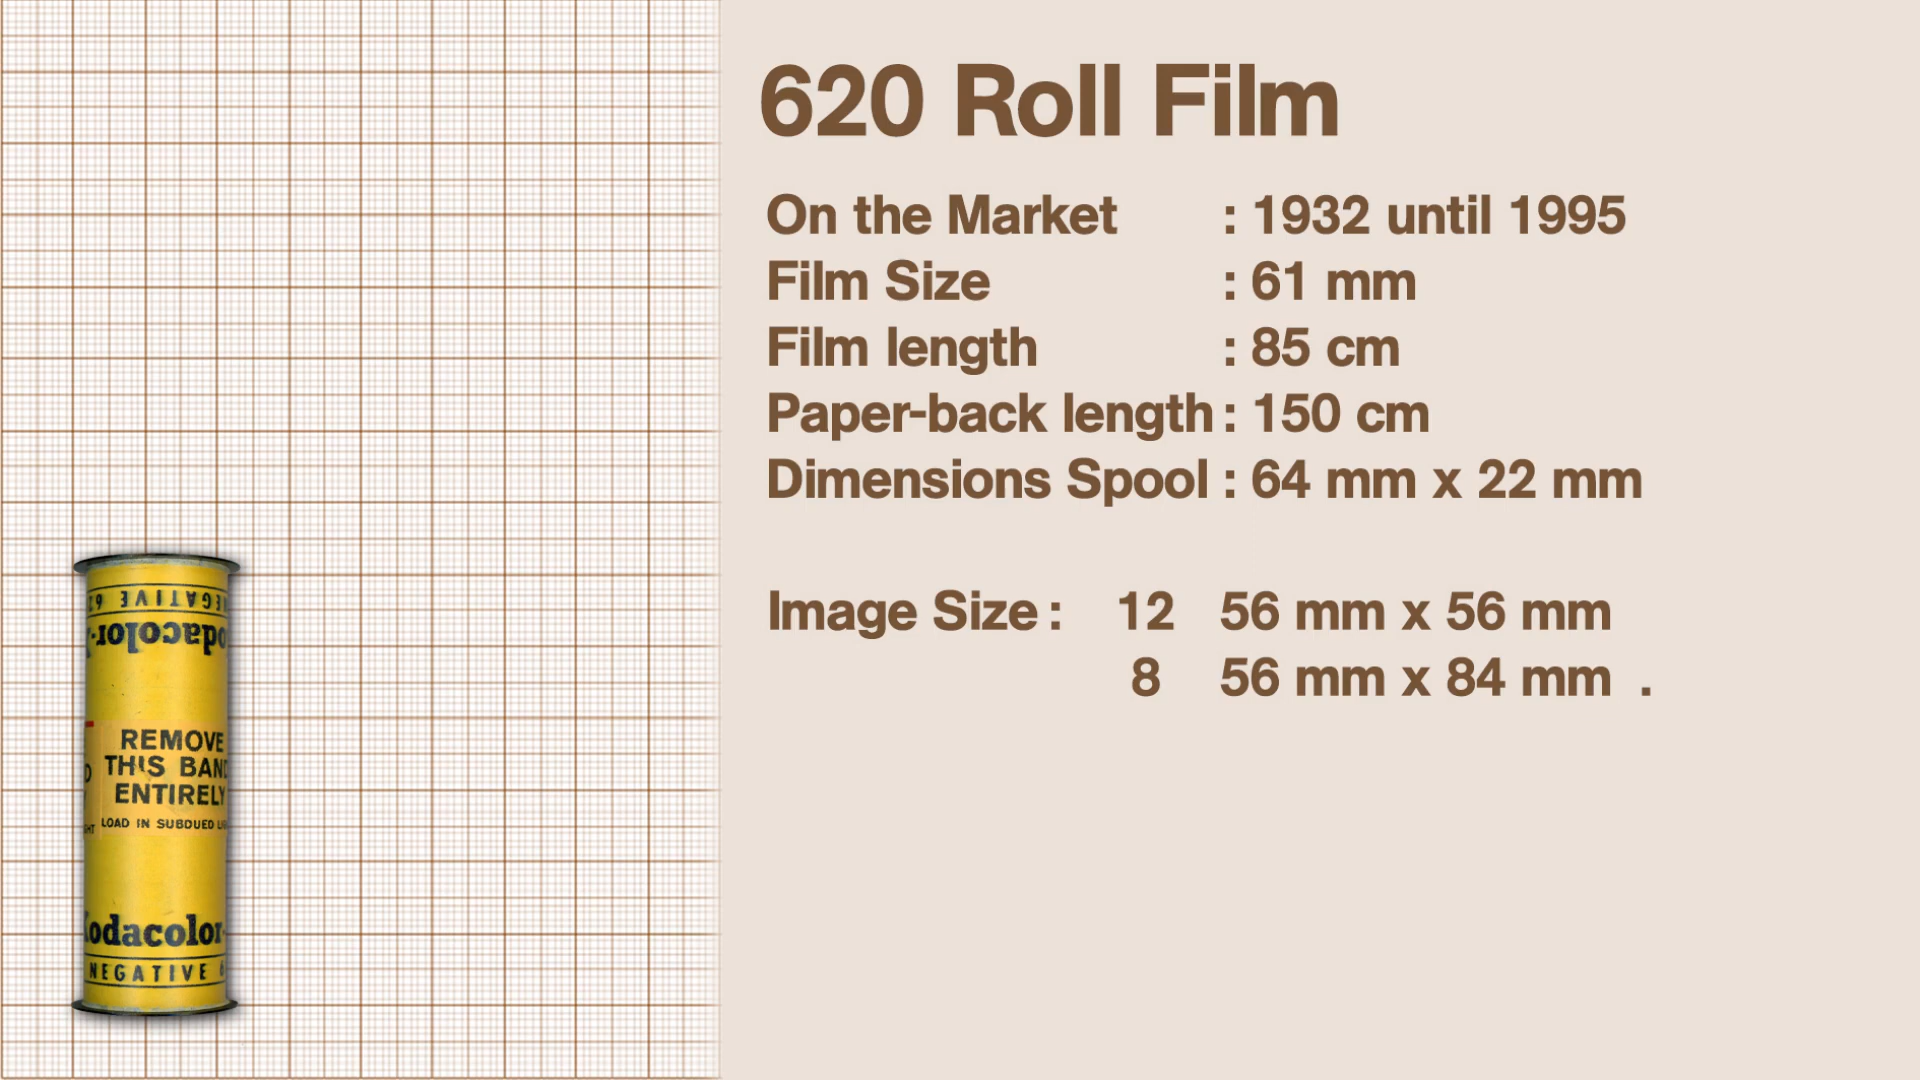 620 Roll Film
On the Market : 1932 until 1995
Film Size : 61 mm
Film length : 85 cm
Paper-back length : 150 cm
Dimensions Spool : 64 mm x 22 mm
Image Size : 12 56 mm x 56 mm
8 56 mm x 84 mm .
REMOVE
THIS BAND
ENTIRELY
LOAD IN SUBDUED
odacolor-
NEGATIVE